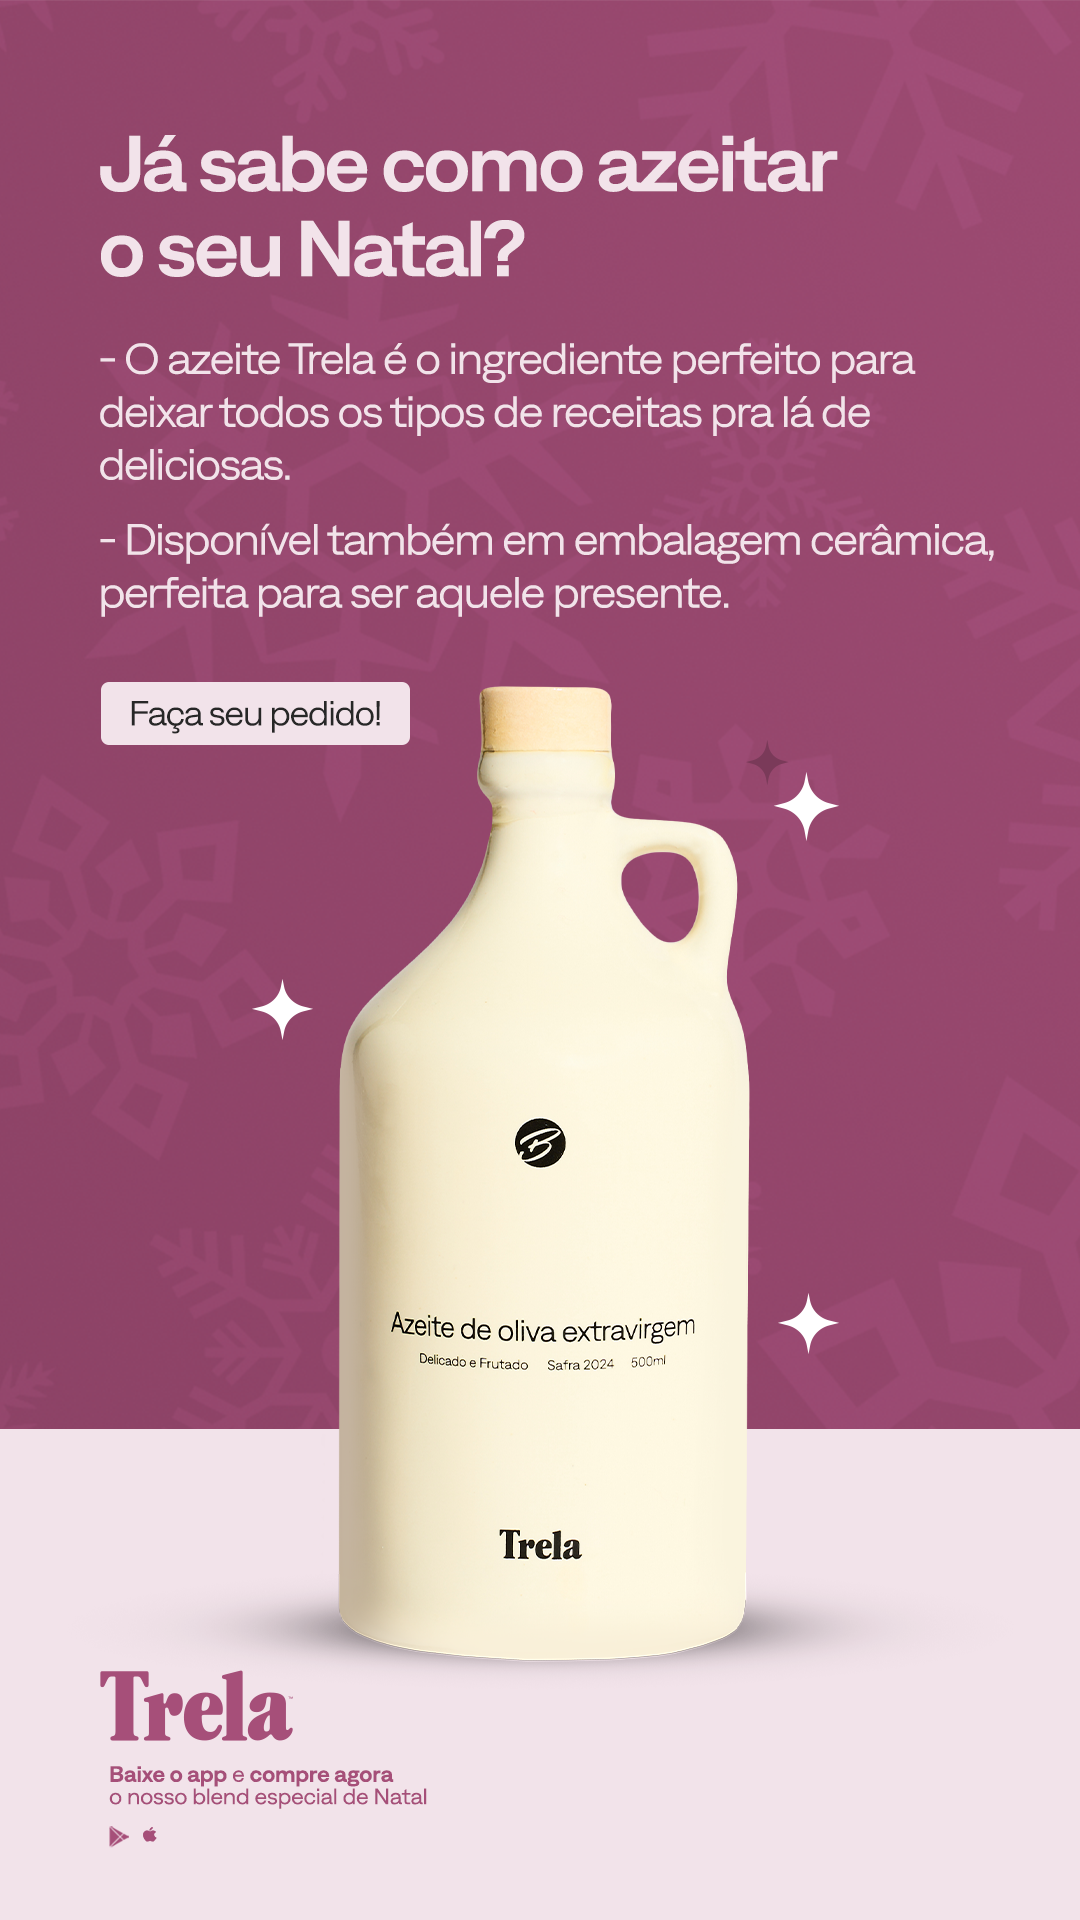 Já sabe como azeitar
o seu Natal?
- O azeite Trela é o ingrediente perfeito para
deixar todos os tipos de receitas pra lá de
deliciosas.
- Disponível também em embalagem cerâmica,
perfeita para ser aquele presente.
Faça seu pedido!
B
Azeite de oliva extravirgem
Delicado e Frutado Safra 2024 500ml
Trela
Trela™
Baixe o app e compre agora
o nosso blend especial de Natal